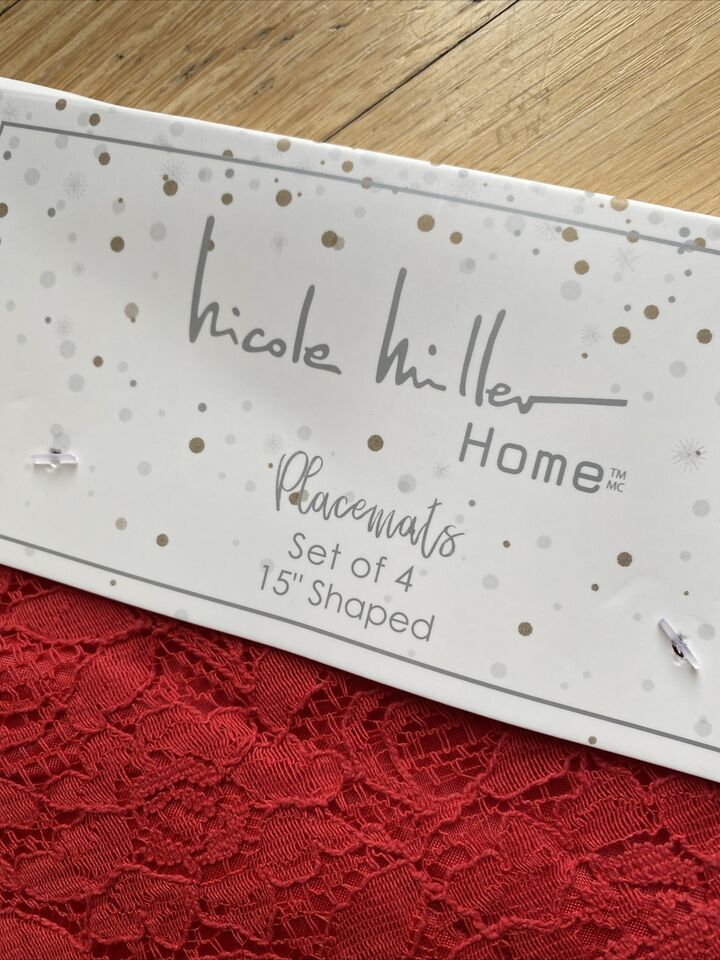 nicole miller
Home™ MC
Placemats
Set of 4
15" Shaped